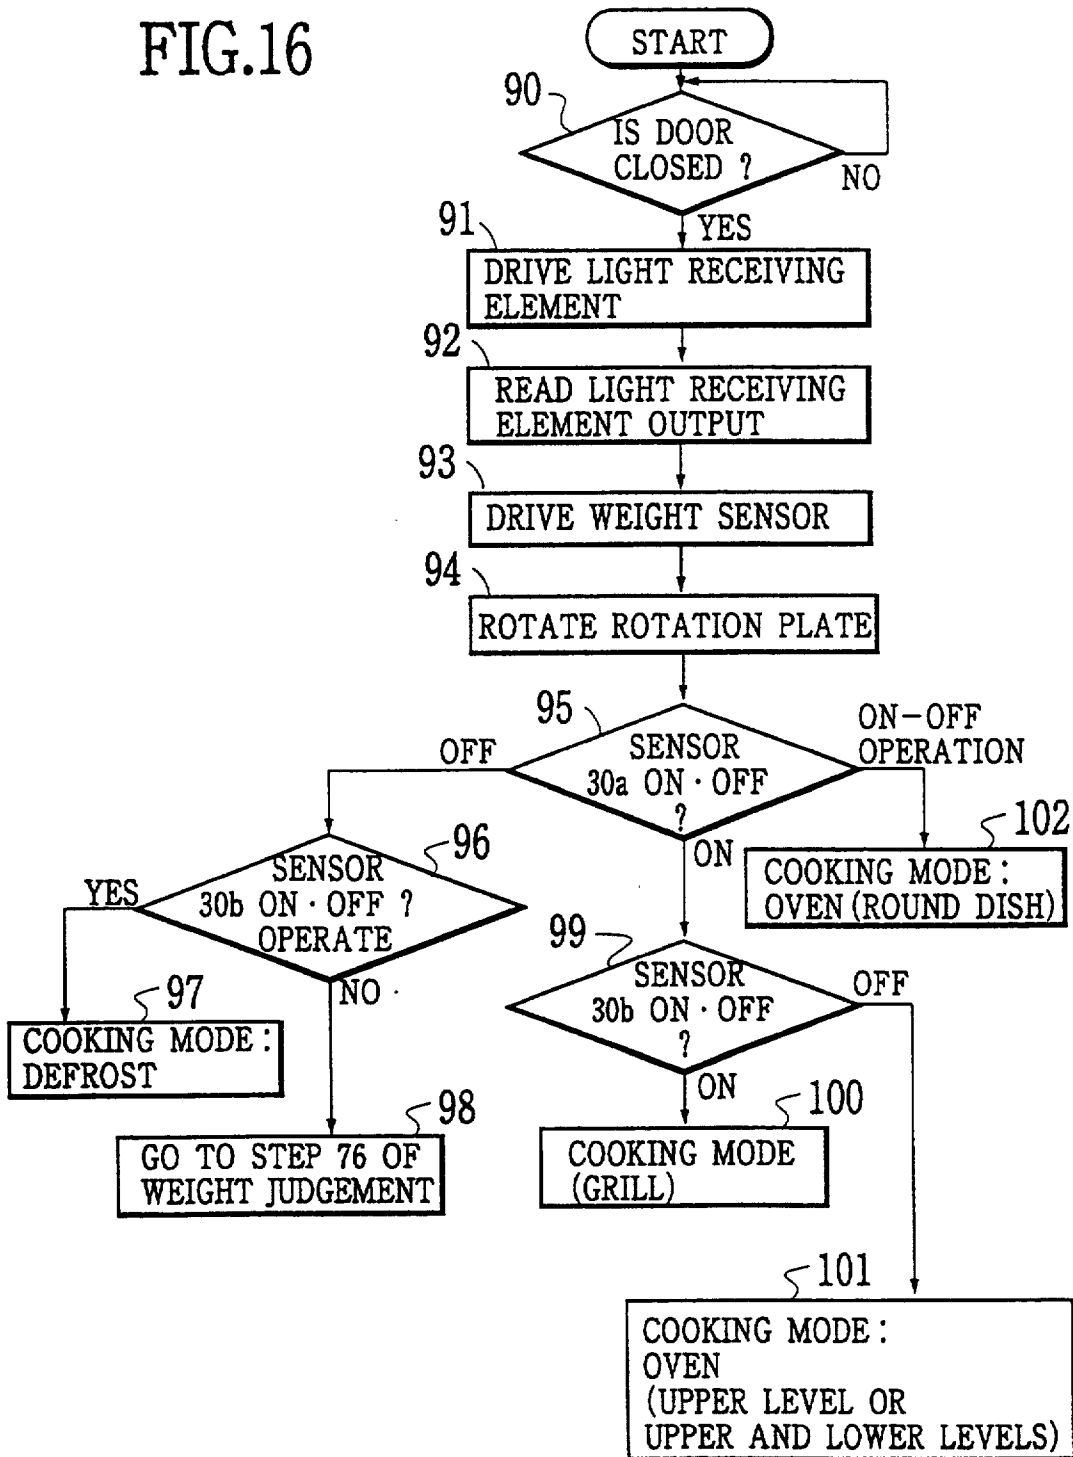 FIG.16
START
90
IS DOOR
CLOSED ?
NO
YES
91
DRIVE LIGHT RECEIVING
ELEMENT
92
READ LIGHT RECEIVING
ELEMENT OUTPUT
93
DRIVE WEIGHT SENSOR
94
ROTATE ROTATION PLATE
95
SENSOR
30a ON · OFF
?
OFF
ON-OFF
OPERATION
ON
102
COOKING MODE :
OVEN (ROUND DISH)
96
SENSOR
30b ON · OFF ?
OPERATE
YES
NO
97
COOKING MODE :
DEFROST
98
GO TO STEP 76 OF
WEIGHT JUDGEMENT
99
SENSOR
30b ON · OFF
?
OFF
ON
100
COOKING MODE
(GRILL)
101
COOKING MODE :
OVEN
(UPPER LEVEL OR
UPPER AND LOWER LEVELS)